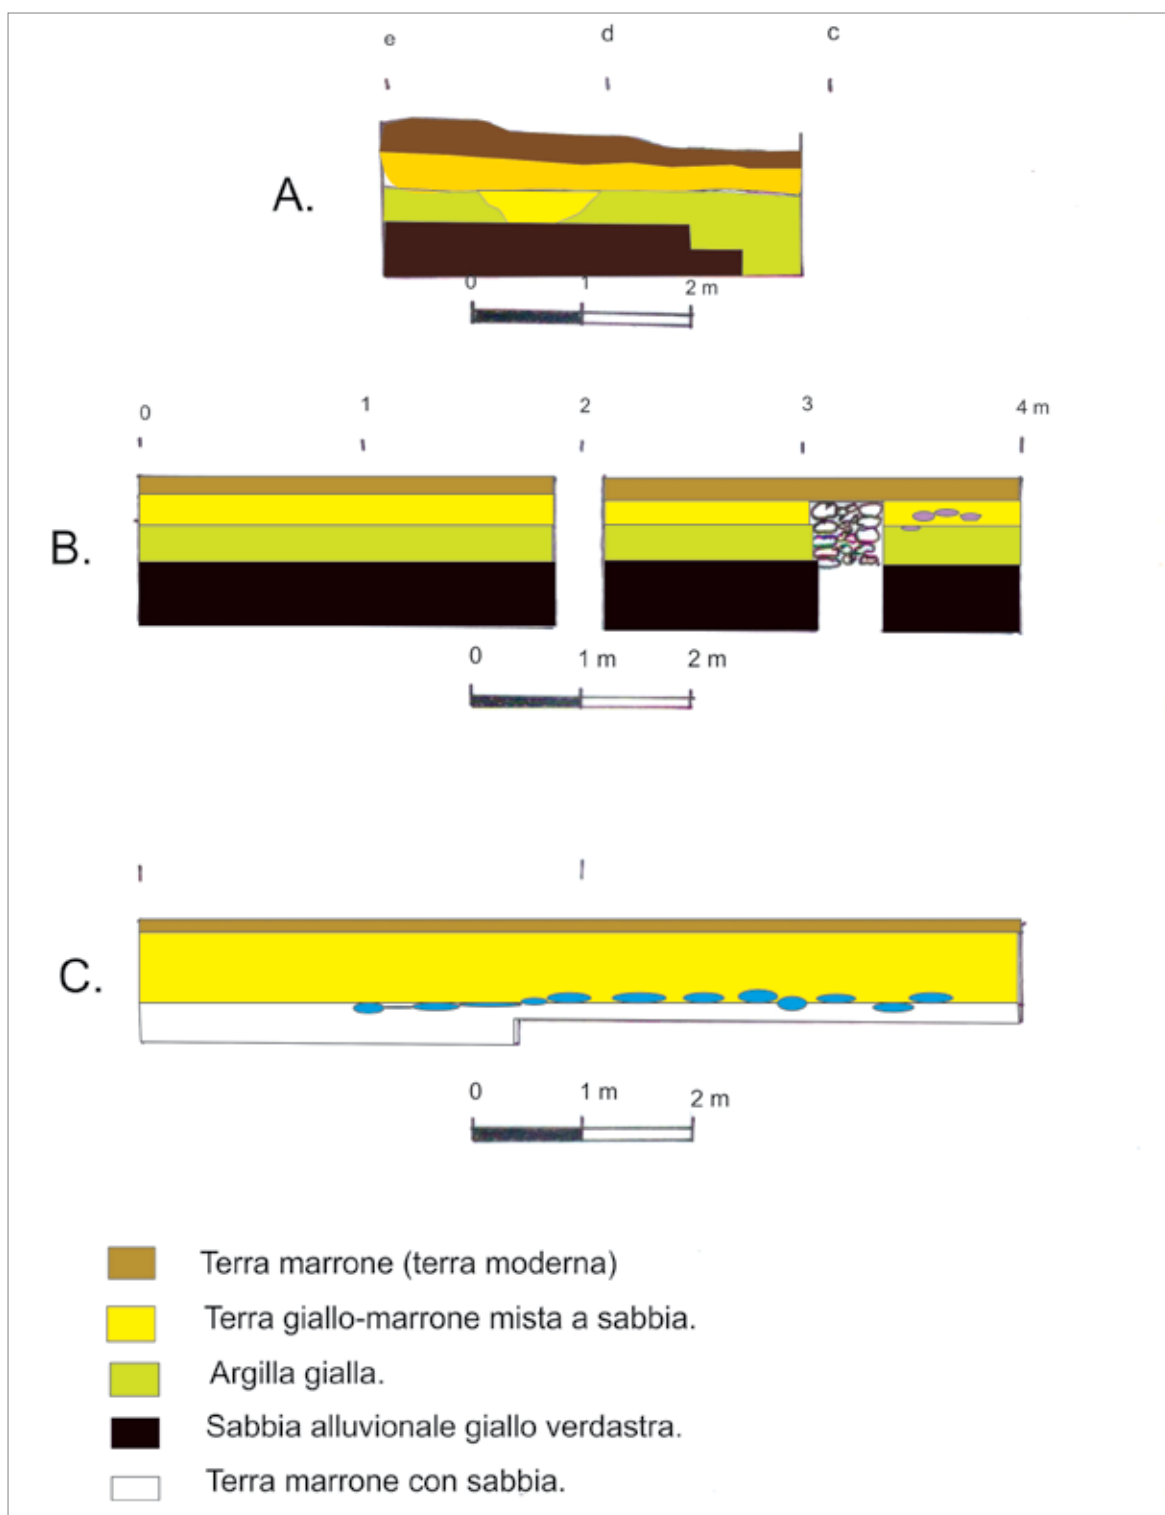 e d c
A.
0 1 2 m
0 1 2 3 4 m
B.
0 1 m 2 m
C.
0 1 m 2 m
Terra marrone (terra moderna)
Terra giallo-marrone mista a sabbia.
Argilla gialla.
Sabbia alluvionale giallo verdastra.
Terra marrone con sabbia.